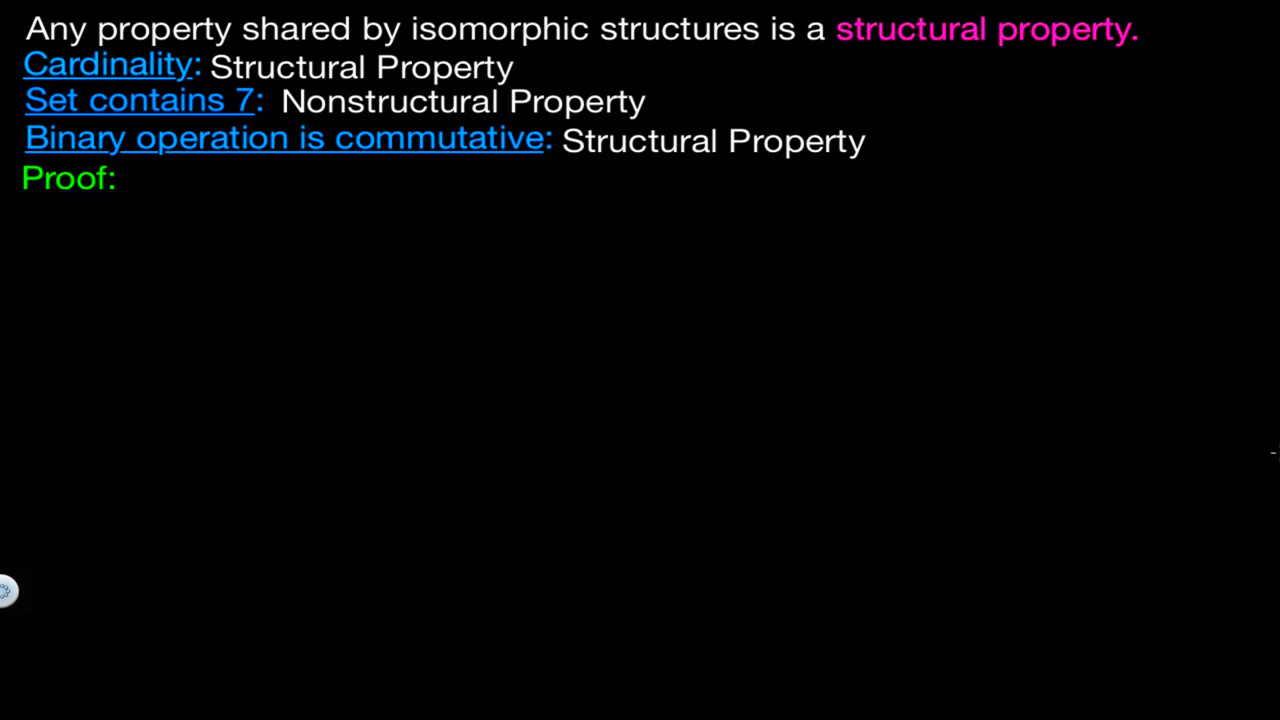 Any property shared by isomorphic structures is a structural property.
Cardinality: Structural Property
Set contains 7: Nonstructural Property
Binary operation is commutative: Structural Property
Proof: